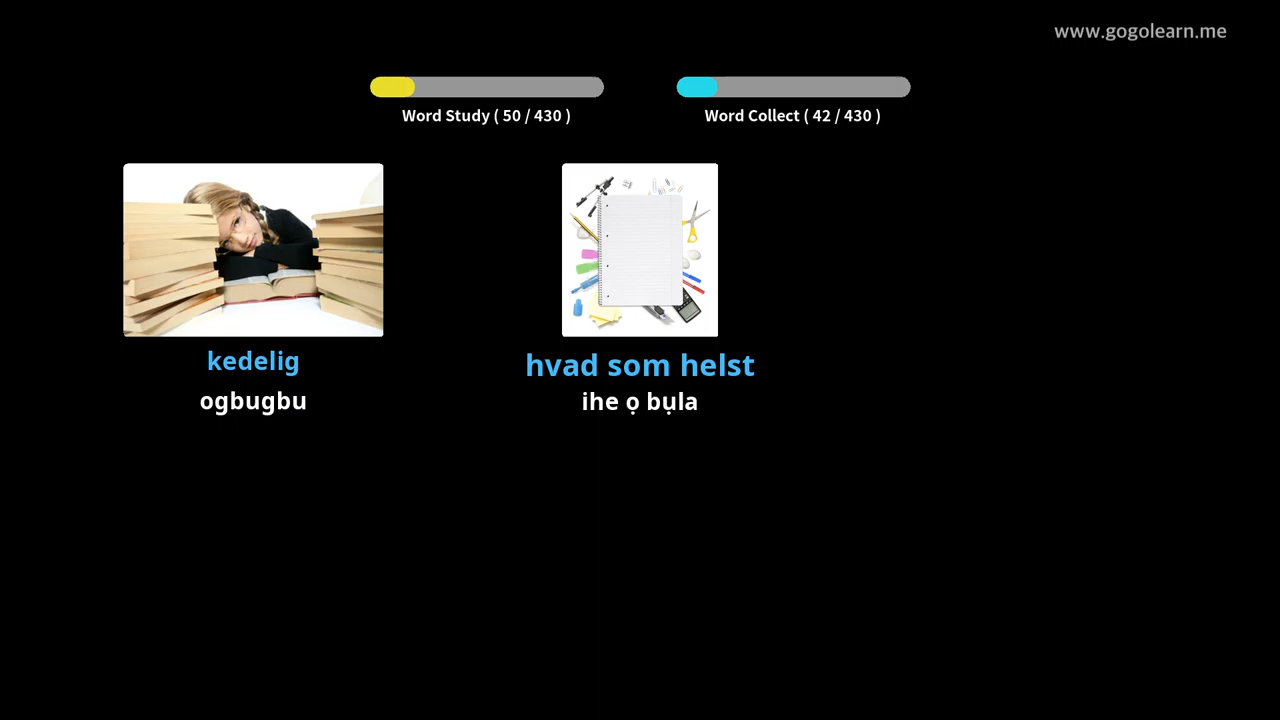 www.gogolearn.me
Word Study ( 50 / 430 )
Word Collect ( 42 / 430 )
kedelig
ogbugbu
hvad som helst
ihe ọ bụla